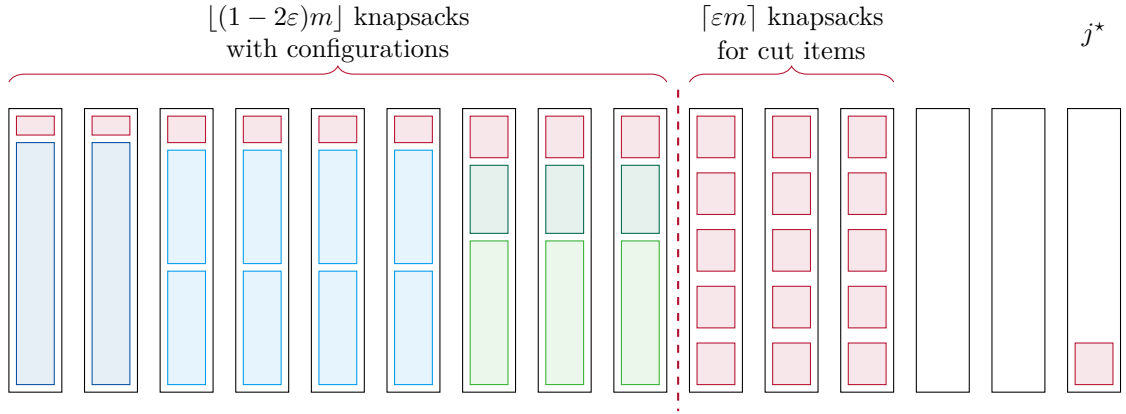 ⌊(1 − 2ε)m⌋ knapsacks
with configurations
⌈εm⌉ knapsacks
for cut items
j⋆